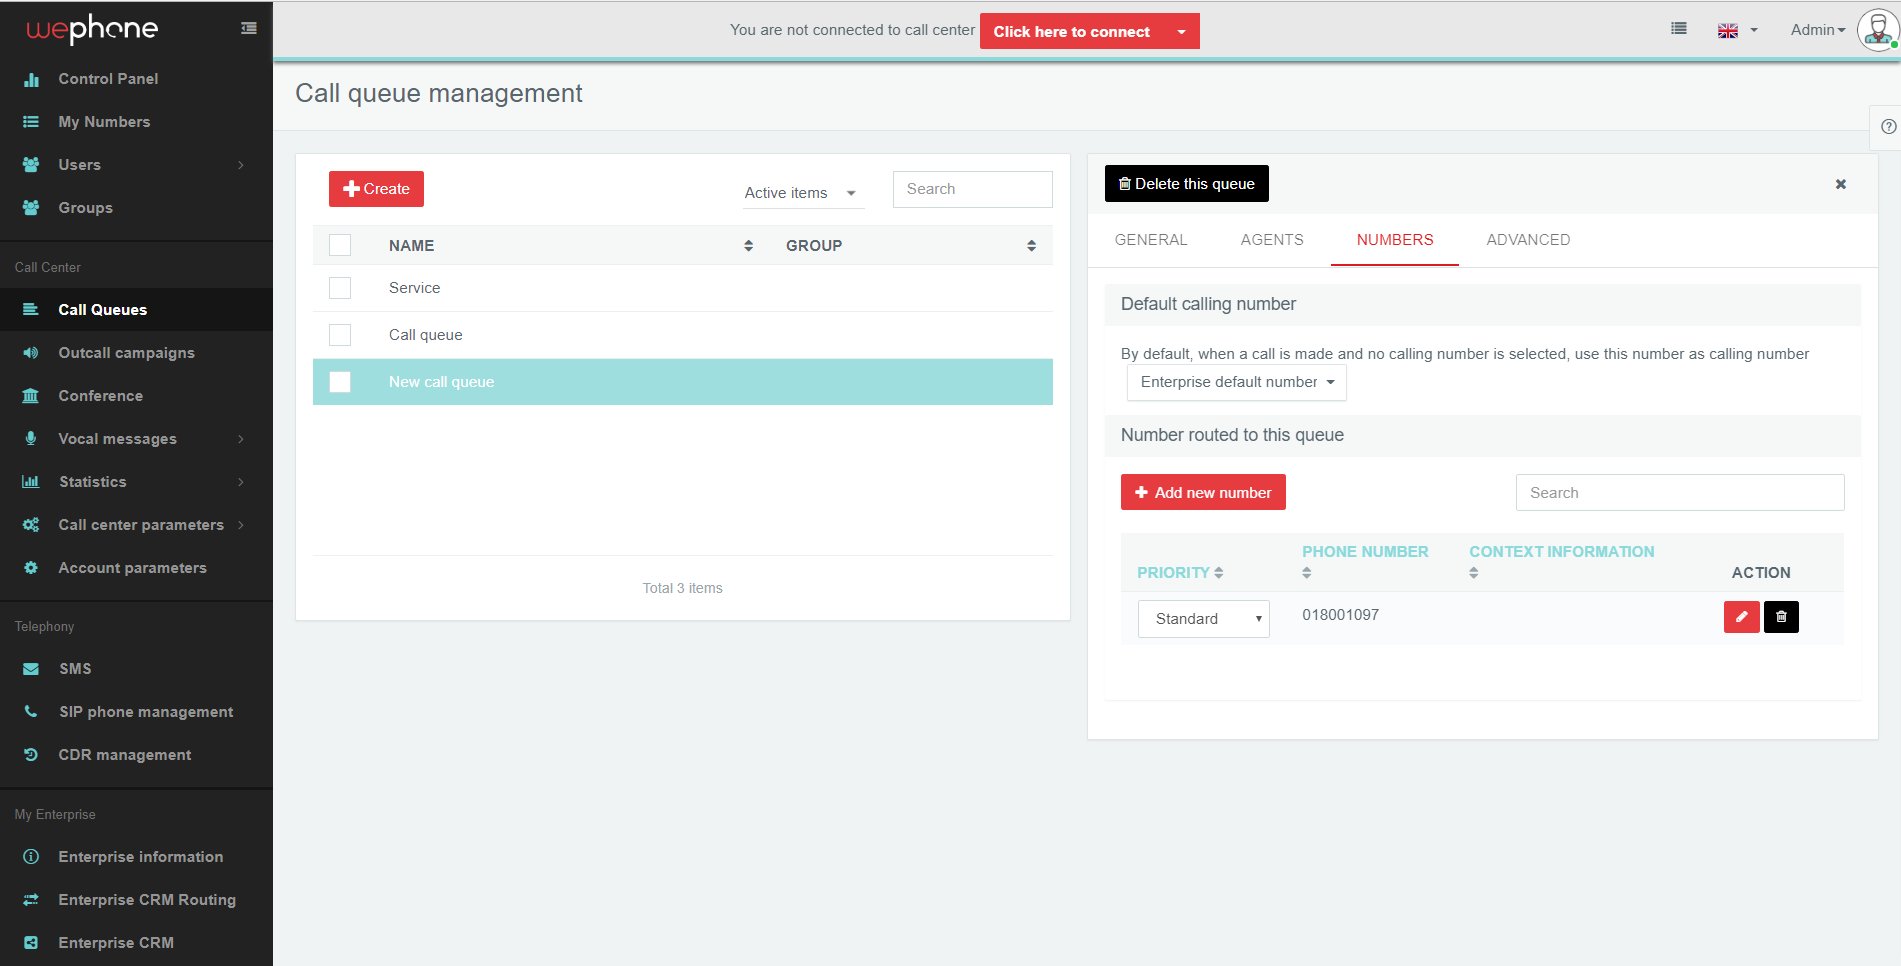 wephone
Control Panel
My Numbers
Users
Groups
Call Center
Call Queues
Outcall campaigns
Conference
Vocal messages
Statistics
Call center parameters
Account parameters
Telephony
SMS
SIP phone management
CDR management
My Enterprise
Enterprise information
Enterprise CRM Routing
Enterprise CRM
You are not connected to call center
Click here to connect
Admin
Call queue management
Create
Active items
Search
NAME
GROUP
Service
Call queue
New call queue
Total 3 items
Delete this queue
GENERAL
AGENTS
NUMBERS
ADVANCED
Default calling number
By default, when a call is made and no calling number is selected, use this number as calling number
Enterprise default number
Number routed to this queue
Add new number
Search
PRIORITY
PHONE NUMBER
CONTEXT INFORMATION
ACTION
Standard
018001097